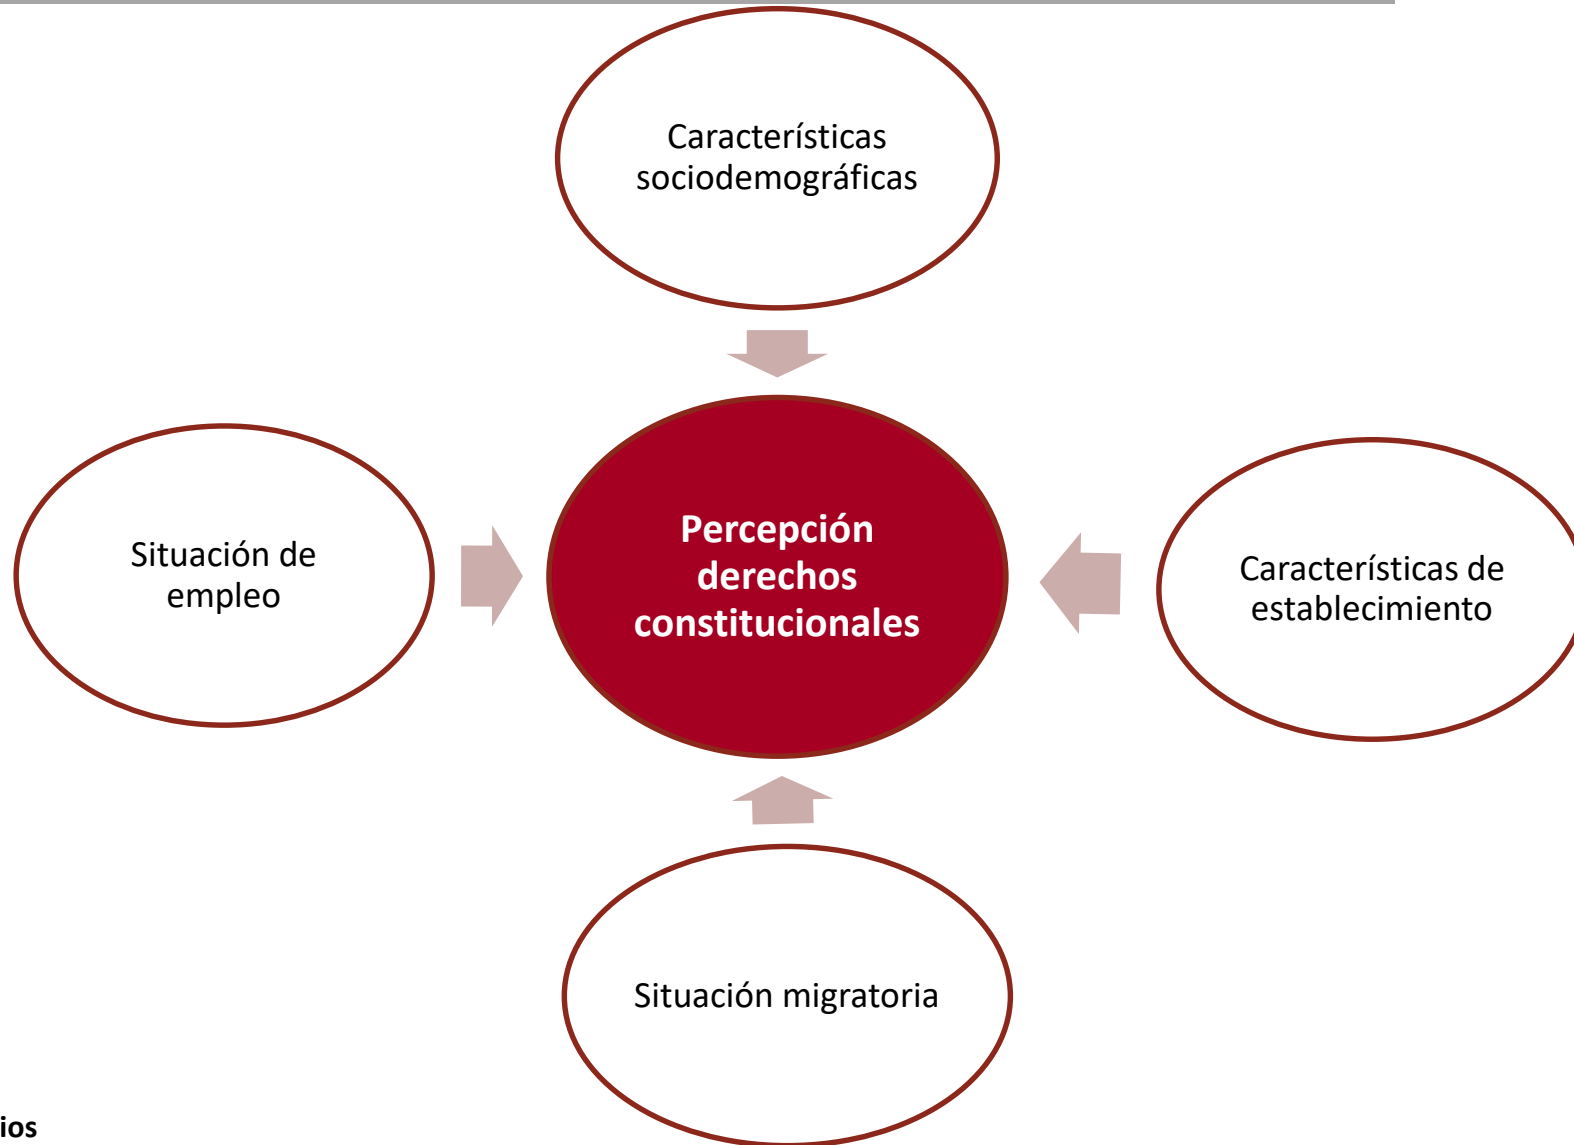 Características
sociodemográficas
Situación de
empleo
Percepción
derechos
constitucionales
Características de
establecimiento
Situación migratoria
ios